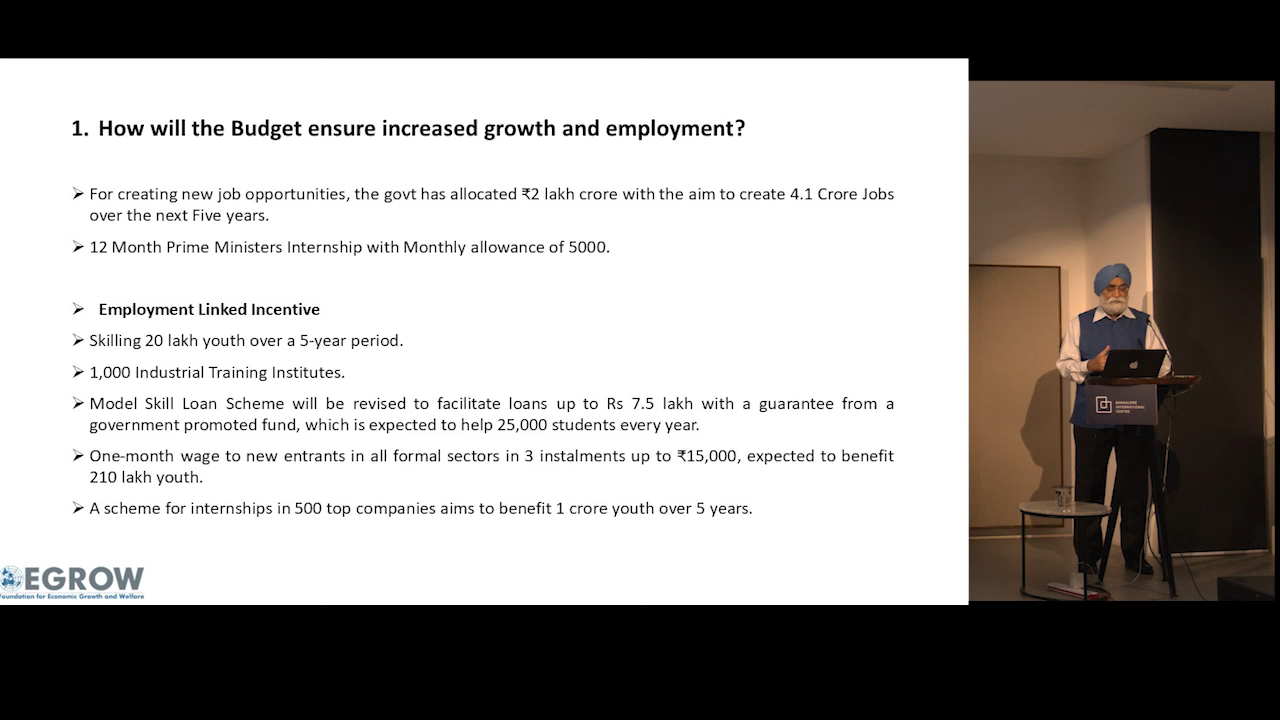 1. How will the Budget ensure increased growth and employment?
➢ For creating new job opportunities, the govt has allocated ₹2 lakh crore with the aim to create 4.1 Crore Jobs
over the next Five years.
➢ 12 Month Prime Ministers Internship with Monthly allowance of 5000.
➢ Employment Linked Incentive
➢ Skilling 20 lakh youth over a 5-year period.
➢ 1,000 Industrial Training Institutes.
➢ Model Skill Loan Scheme will be revised to facilitate loans up to Rs 7.5 lakh with a guarantee from a
government promoted fund, which is expected to help 25,000 students every year.
➢ One-month wage to new entrants in all formal sectors in 3 instalments up to ₹15,000, expected to benefit
210 lakh youth.
➢ A scheme for internships in 500 top companies aims to benefit 1 crore youth over 5 years.
EGROW
Foundation for Economic Growth and Welfare
BANGALORE
INTERNATIONAL
CENTRE